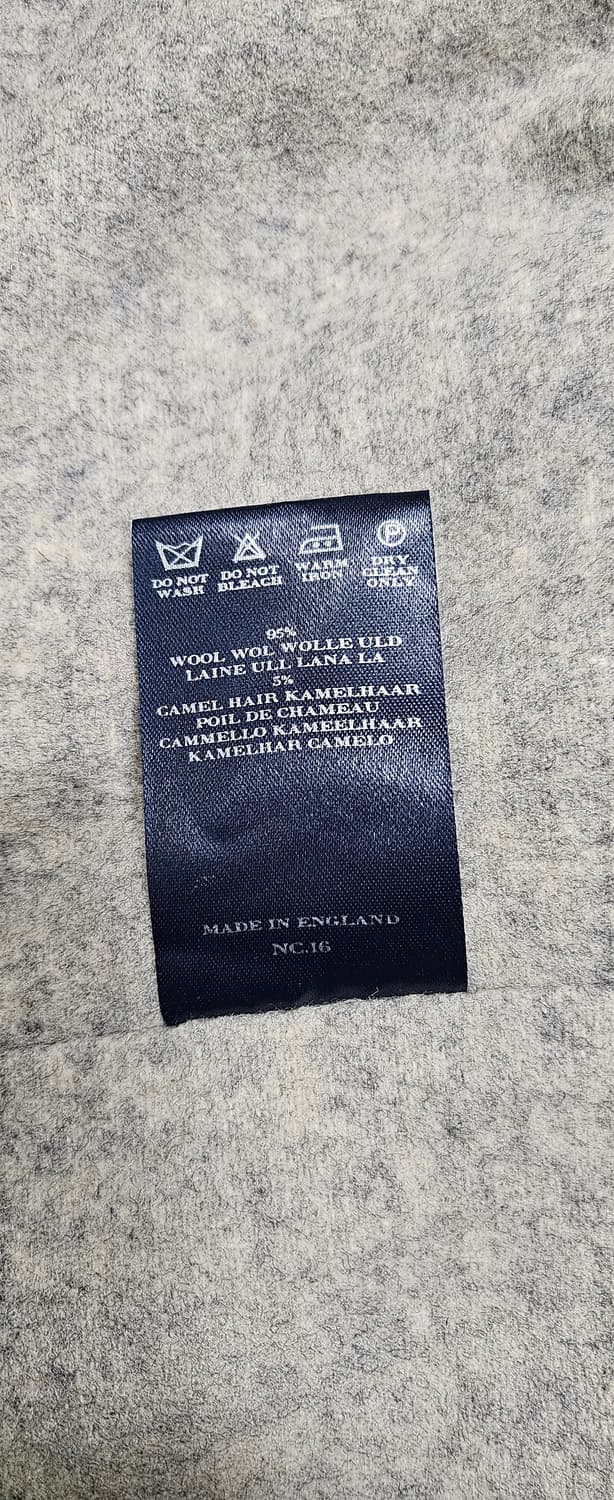 P
DO NOT WASH
DO NOT BLEACH
WARM IRON
DRY CLEAN ONLY
95%
WOOL WOL WOLLE ULD
LAINE ULL LANA LA
5%
CAMEL HAIR KAMELHAAR
POIL DE CHAMEAU
CAMMELLO KAMEELHAAR
KAMELHAR CAMELO
MADE IN ENGLAND
NC.16